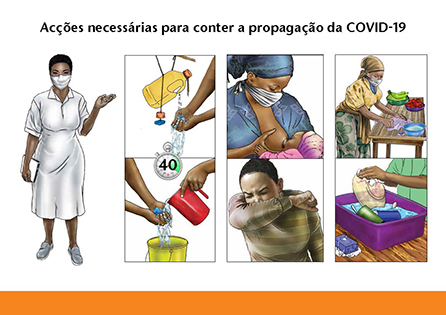 Acções necessárias para conter a propagação da COVID-19
40